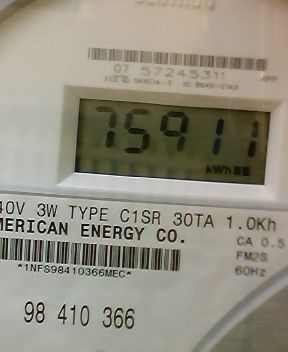 07 57245311
75911
kWh
40V 3W TYPE C1SR 30TA 1.0Kh
MERICAN ENERGY CO.
CA 0.5
*1NFS98410366MEC*
FM2S
60Hz
98 410 366